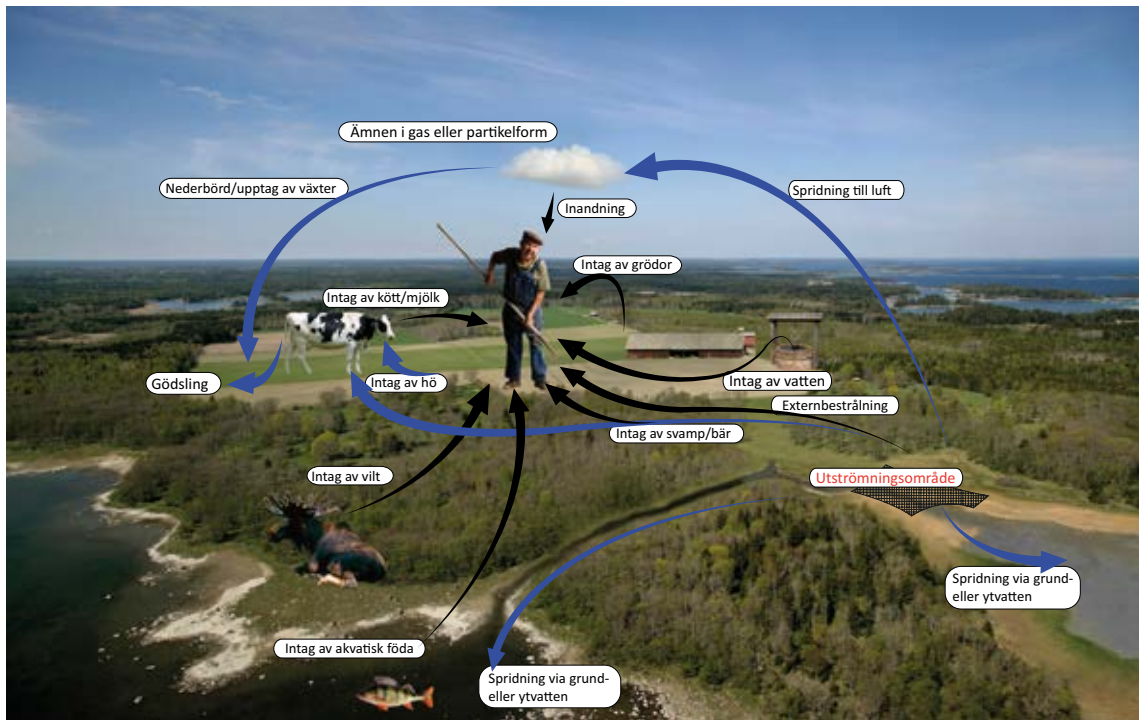 Ämnen i gas eller partikelform
Nederbörd/upptag av växter
Spridning till luft
Inandning
Intag av grödor
Intag av kött/mjölk
Gödsling
Intag av hö
Intag av vatten
Externbestrålning
Intag av svamp/bär
Intag av vilt
Utströmningsområde
Spridning via grund-
eller ytvatten
Intag av akvatisk föda
Spridning via grund-
eller ytvatten